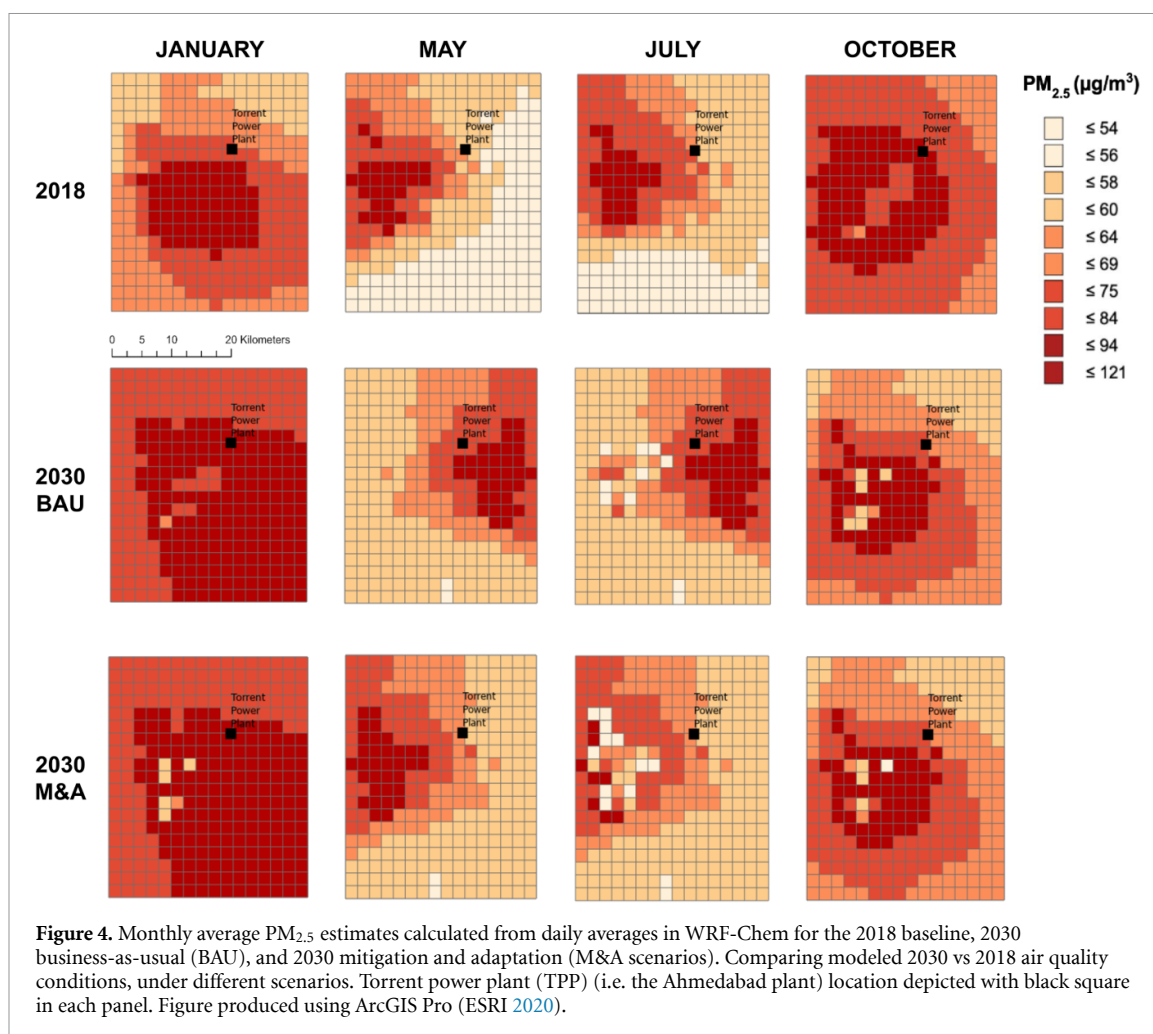 JANUARY MAY JULY OCTOBER
PM2.5 (µg/m³)
≤ 54
≤ 56
≤ 58
≤ 60
≤ 64
≤ 69
≤ 75
≤ 84
≤ 94
≤ 121
2018
Torrent
Power
Plant
Torrent
Power
Plant
Torrent
Power
Plant
Torrent
Power
Plant
0 5 10 20 Kilometers
2030
BAU
Torrent
Power
Plant
Torrent
Power
Plant
Torrent
Power
Plant
Torrent
Power
Plant
2030
M&A
Torrent
Power
Plant
Torrent
Power
Plant
Torrent
Power
Plant
Torrent
Power
Plant
Figure 4. Monthly average PM2.5 estimates calculated from daily averages in WRF-Chem for the 2018 baseline, 2030
business-as-usual (BAU), and 2030 mitigation and adaptation (M&A scenarios). Comparing modeled 2030 vs 2018 air quality
conditions, under different scenarios. Torrent power plant (TPP) (i.e. the Ahmedabad plant) location depicted with black square
in each panel. Figure produced using ArcGIS Pro (ESRI 2020).